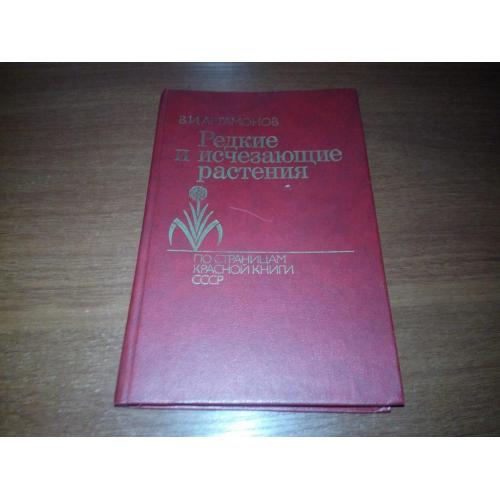 В.И.АРТАМОНОВ
Редкие
и исчезающие
растения
ПО СТРАНИЦАМ
КРАСНОЙ КНИГИ
СССР